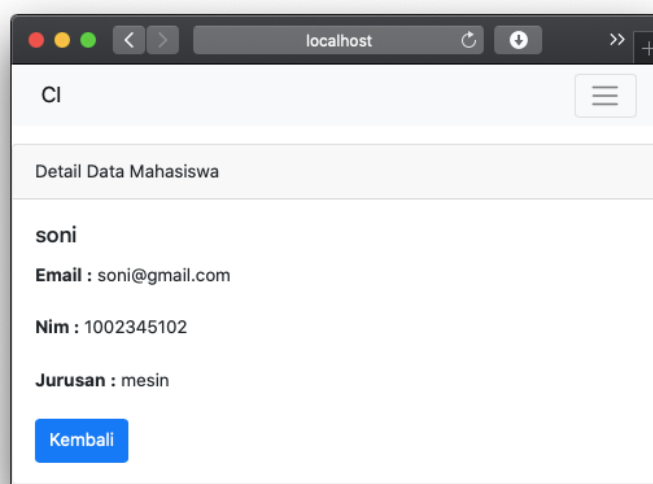 localhost
CI
Detail Data Mahasiswa
soni
Email : soni@gmail.com
Nim : 1002345102
Jurusan : mesin
Kembali